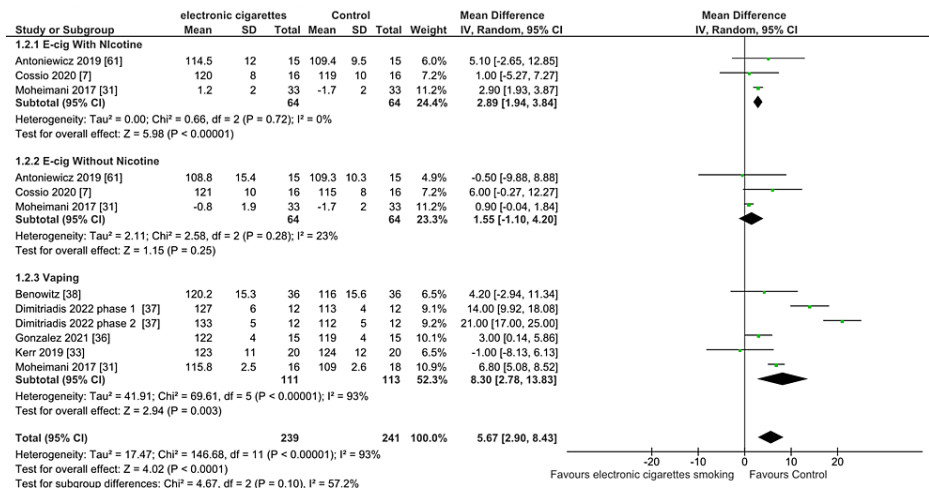 electronic cigarettes Control Mean Difference Mean Difference
Study or Subgroup Mean SD Total Mean SD Total Weight IV, Random, 95% CI IV, Random, 95% CI
1.2.1 E-cig With NIcotine
Antoniewicz 2019 [61] 114.5 12 15 109.4 9.5 15 6.0% 5.10 [-2.65, 12.85]
Cossio 2020 [7] 120 8 16 119 10 16 7.2% 1.00 [-5.27, 7.27]
Moheimani 2017 [31] 1.2 2 33 -1.7 2 33 11.2% 2.90 [1.93, 3.87]
Subtotal (95% CI) 64 64 24.4% 2.89 [1.94, 3.84]
Heterogeneity: Tau² = 0.00; Chi² = 0.66, df = 2 (P = 0.72); I² = 0%
Test for overall effect: Z = 5.98 (P < 0.00001)
1.2.2 E-cig Without Nicotine
Antoniewicz 2019 [61] 108.8 15.4 15 109.3 10.3 15 4.9% -0.50 [-9.88, 8.88]
Cossio 2020 [7] 121 10 16 115 8 16 7.2% 6.00 [-0.27, 12.27]
Moheimani 2017 [31] -0.8 1.9 33 -1.7 2 33 11.2% 0.90 [-0.04, 1.84]
Subtotal (95% CI) 64 64 23.3% 1.55 [-1.10, 4.20]
Heterogeneity: Tau² = 2.11; Chi² = 2.58, df = 2 (P = 0.28); I² = 23%
Test for overall effect: Z = 1.15 (P = 0.25)
1.2.3 Vaping
Benowitz [38] 120.2 15.3 36 116 15.6 36 6.5% 4.20 [-2.94, 11.34]
Dimitriadis 2022 phase 1 [37] 127 6 12 113 4 12 9.1% 14.00 [9.92, 18.08]
Dimitriadis 2022 phase 2 [37] 133 5 12 112 5 12 9.2% 21.00 [17.00, 25.00]
Gonzalez 2021 [36] 122 4 15 119 4 15 10.1% 3.00 [0.14, 5.86]
Kerr 2019 [33] 123 11 20 124 12 20 6.5% -1.00 [-8.13, 6.13]
Moheimani 2017 [31] 115.8 2.5 16 109 2.6 18 10.9% 6.80 [5.08, 8.52]
Subtotal (95% CI) 111 113 52.3% 8.30 [2.78, 13.83]
Heterogeneity: Tau² = 41.91; Chi² = 69.61, df = 5 (P < 0.00001); I² = 93%
Test for overall effect: Z = 2.94 (P = 0.003)
Total (95% CI) 239 241 100.0% 5.67 [2.90, 8.43]
Heterogeneity: Tau² = 17.47; Chi² = 146.68, df = 11 (P < 0.00001); I² = 93%
Test for overall effect: Z = 4.02 (P < 0.0001)
Test for subgroup differences: Chi² = 4.67, df = 2 (P = 0.10), I² = 57.2%
-20 -10 0 10 20
Favours electronic cigarettes smoking Favours Control